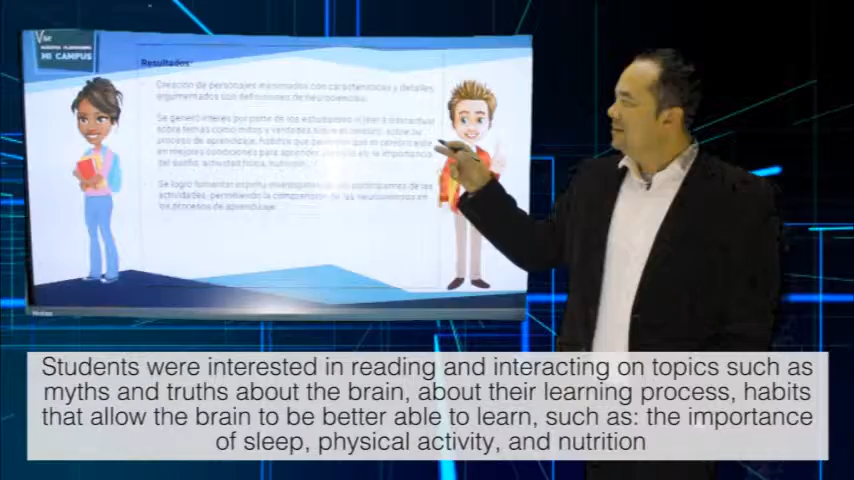 MI CAMPUS
Resultados:
Creación de personajes animados con características y detalles
argumentados con definiciones de neurociencias.
Se generó interés por parte de los estudiantes al leer e interactuar
sobre temas como mitos y verdades sobre el cerebro, sobre su
proceso de aprendizaje, hábitos que permiten que el cerebro esté
en mejores condiciones para aprender la importancia
del sueño, actividad física, nutrición
Se logró fomentar espíritu investigativo participantes de las
actividades, permitiendo la comprensión de las neurociencias en
los procesos de aprendizaje.
Students were interested in reading and interacting on topics such as
myths and truths about the brain, about their learning process, habits
that allow the brain to be better able to learn, such as: the importance
of sleep, physical activity, and nutrition